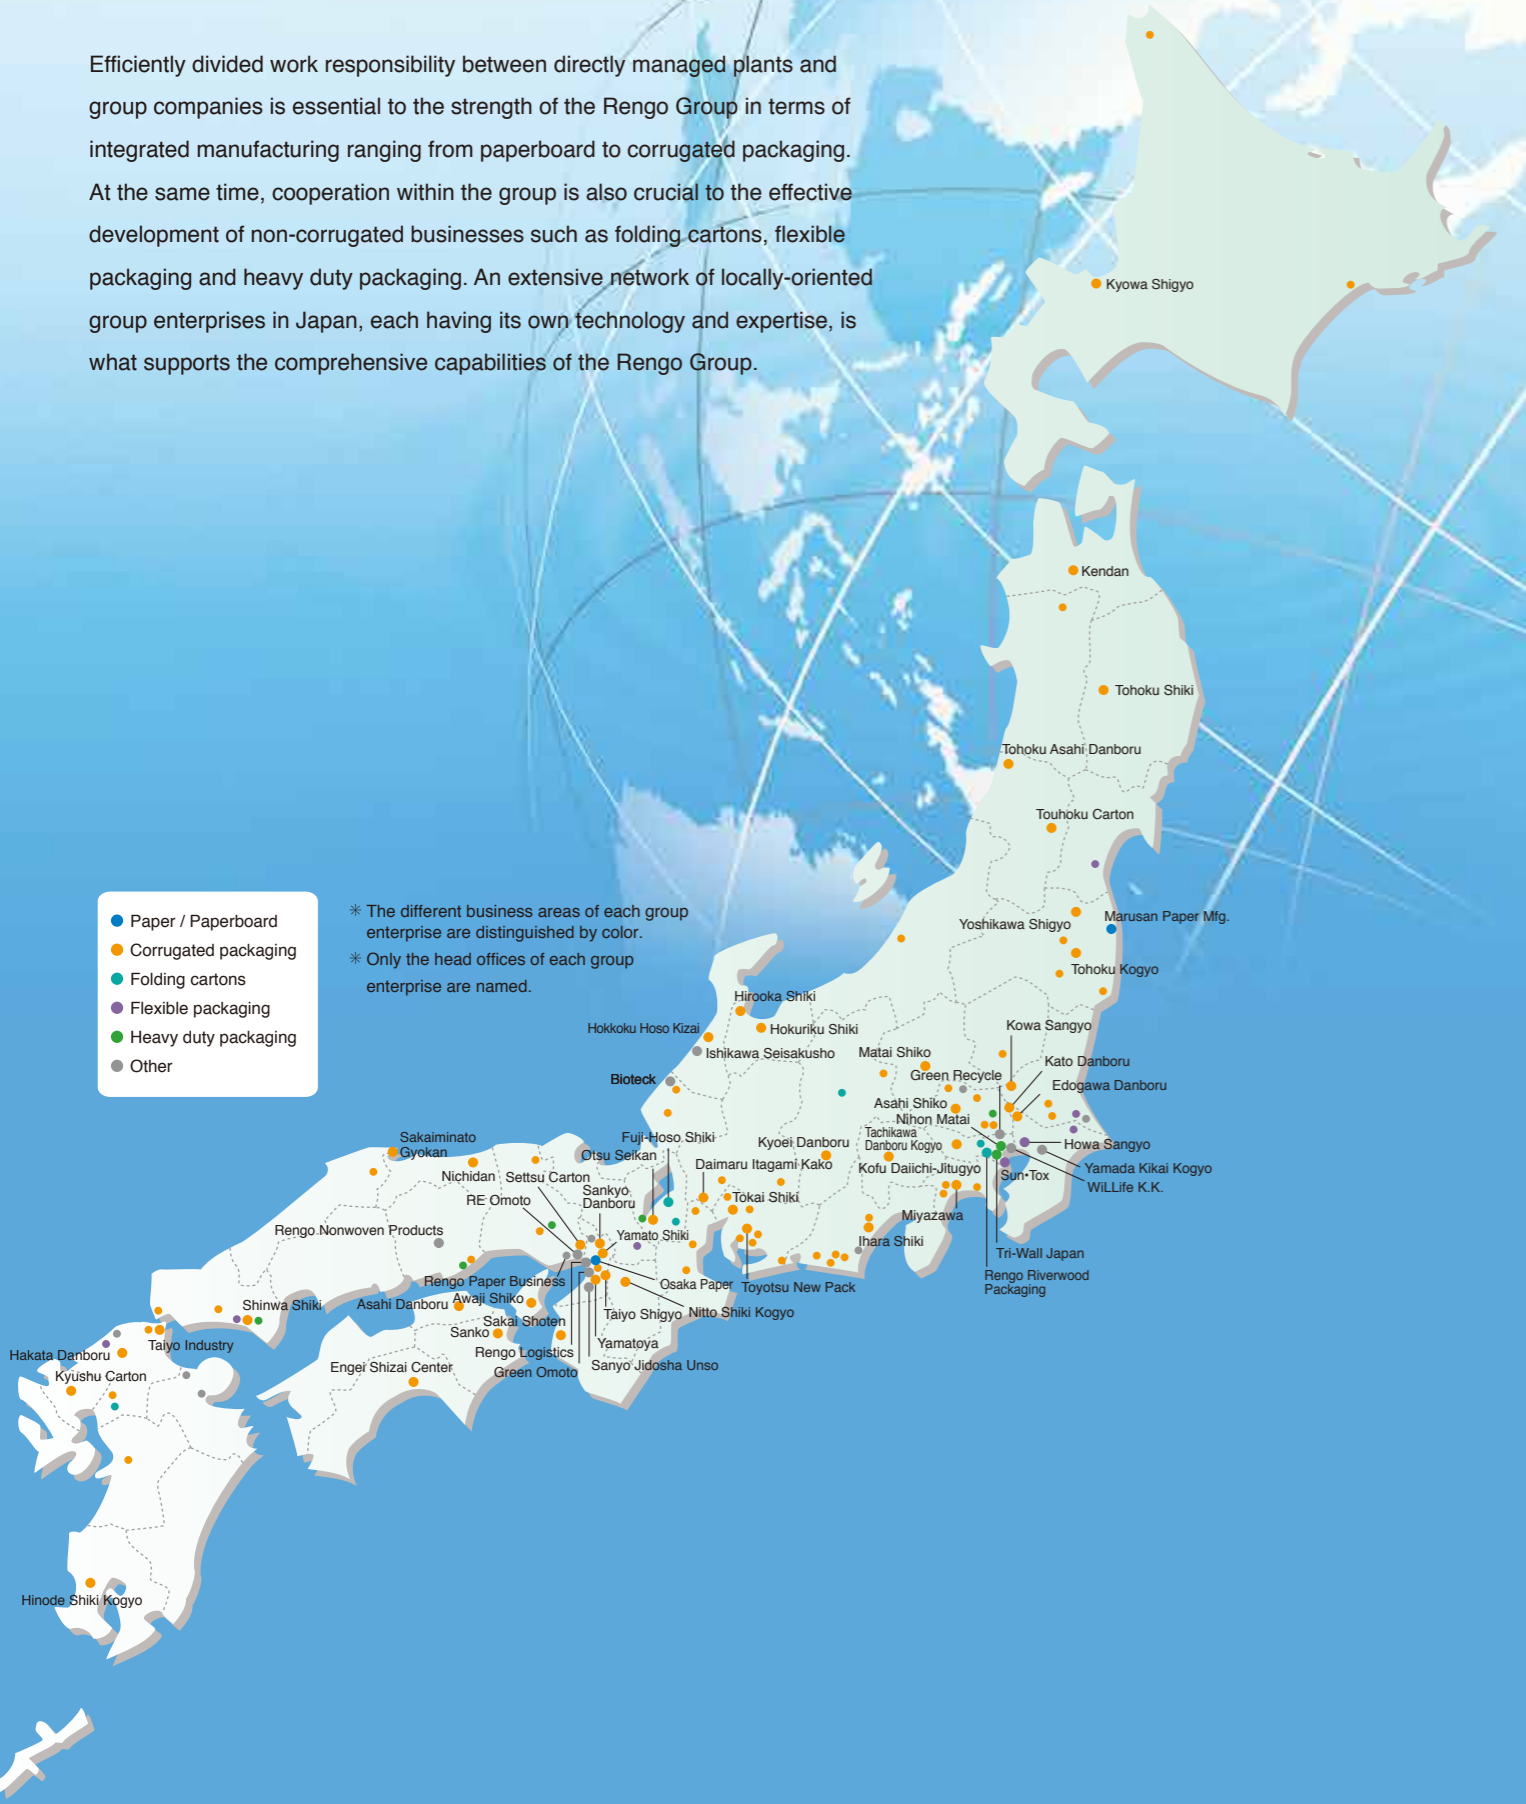 Efficiently divided work responsibility between directly managed plants and
group companies is essential to the strength of the Rengo Group in terms of
integrated manufacturing ranging from paperboard to corrugated packaging.
At the same time, cooperation within the group is also crucial to the effective
development of non-corrugated businesses such as folding cartons, flexible
packaging and heavy duty packaging. An extensive network of locally-oriented
group enterprises in Japan, each having its own technology and expertise, is
what supports the comprehensive capabilities of the Rengo Group.
Kyowa Shigyo
Kendan
Tohoku Shiki
Tohoku Asahi Danboru
Touhoku Carton
Paper / Paperboard
Corrugated packaging
Folding cartons
Flexible packaging
Heavy duty packaging
Other
✳ The different business areas of each group
enterprise are distinguished by color.
✳ Only the head offices of each group
enterprise are named.
Yoshikawa Shigyo
Marusan Paper Mfg.
Tohoku Kogyo
Hirooka Shiki
Hokkoku Hoso Kizai
Hokuriku Shiki
Ishikawa Seisakusho
Bioteck
Matai Shiko
Kowa Sangyo
Green Recycle
Kato Danboru
Edogawa Danboru
Asahi Shiko
Nihon Matai
Tachikawa
Danboru Kogyo
Kyoei Danboru
Kofu Daiichi-Jitugyo
Howa Sangyo
Yamada Kikai Kogyo
WiLLife K.K.
Sun•Tox
Miyazawa
Ihara Shiki
Tri-Wall Japan
Rengo Riverwood
Packaging
Sakaiminato
Gyokan
Nichidan
Settsu Carton
RE Omoto
Fuji-Hoso Shiki
Otsu Seikan
Sankyo
Danboru
Daimaru Itagami Kako
Tokai Shiki
Yamato Shiki
Rengo Nonwoven Products
Rengo Paper Business
Osaka Paper
Toyotsu New Pack
Asahi Danboru
Awaji Shiko
Taiyo Shigyo
Nitto Shiki Kogyo
Sakai Shoten
Sanko
Yamatoya
Rengo Logistics
Sanyo Jidosha Unso
Green Omoto
Shinwa Shiki
Taiyo Industry
Hakata Danboru
Kyushu Carton
Engei Shizai Center
Hinode Shiki Kogyo